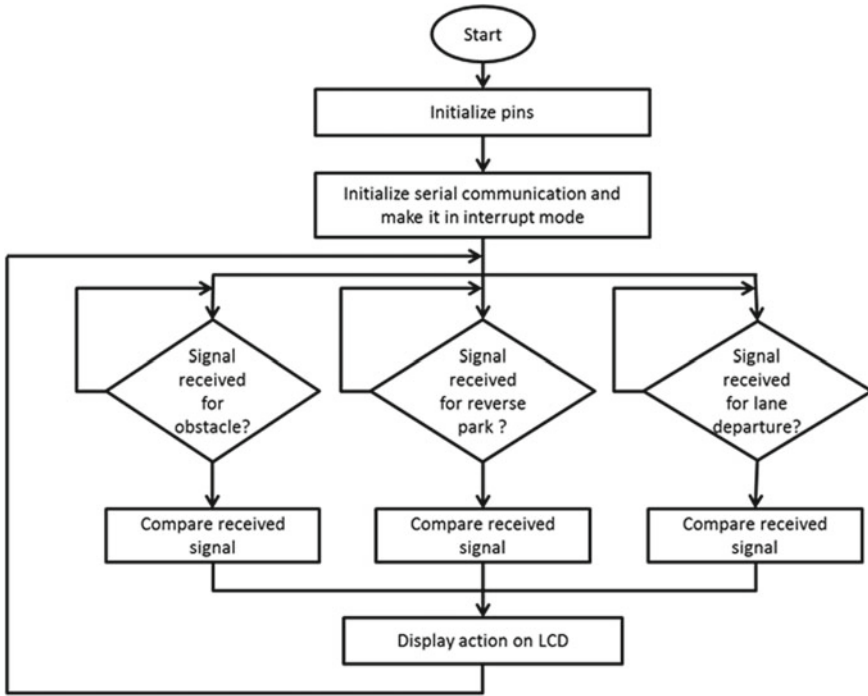 Start
Initialize pins
Initialize serial communication and
make it in interrupt mode
Signal
received
for
obstacle?
Signal
received
for reverse
park ?
Signal
received
for lane
departure?
Compare received
signal
Compare received
signal
Compare received
signal
Display action on LCD